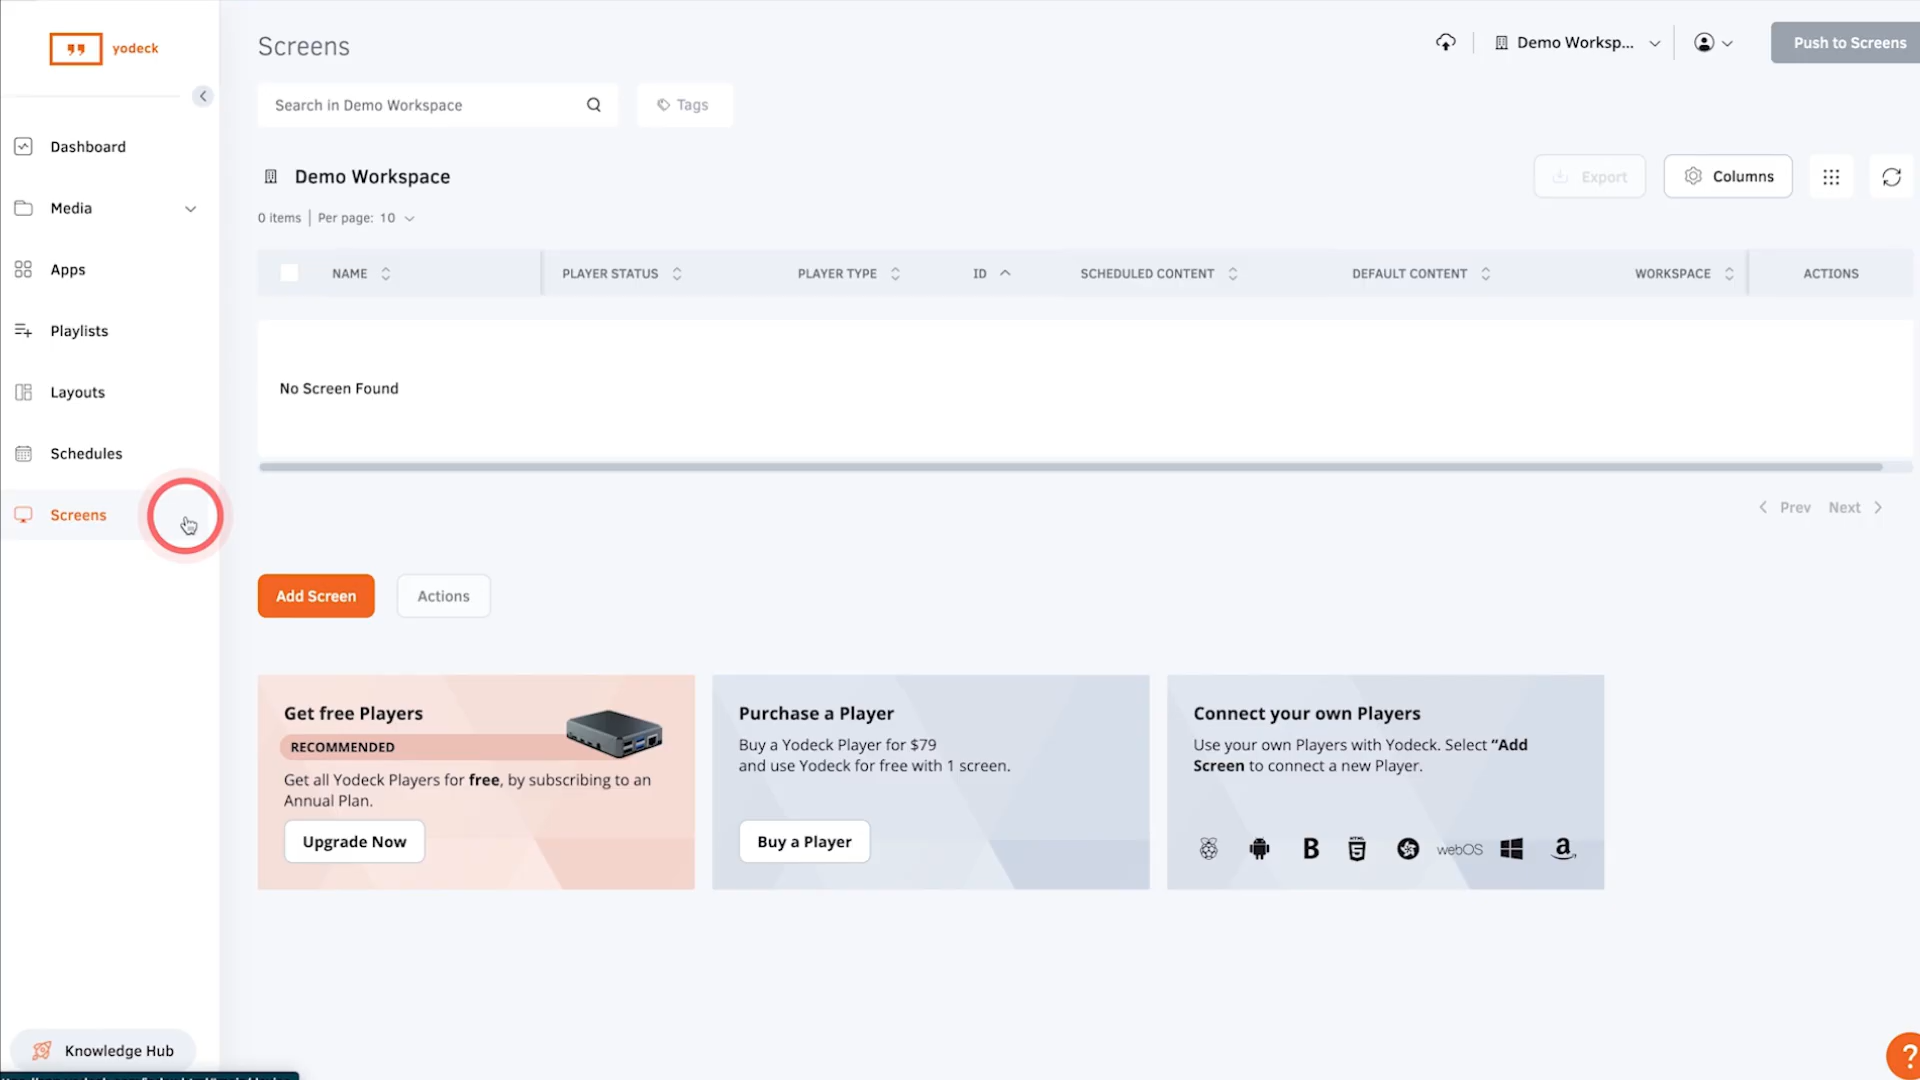 yodeck
Screens
Demo Worksp...
Push to Screens
Search in Demo Workspace
Tags
Dashboard
Media
Apps
Playlists
Layouts
Schedules
Screens
Demo Workspace
Export
Columns
0 items
Per page: 10
NAME
PLAYER STATUS
PLAYER TYPE
ID
SCHEDULED CONTENT
DEFAULT CONTENT
WORKSPACE
ACTIONS
No Screen Found
Prev
Next
Add Screen
Actions
Get free Players
RECOMMENDED
Get all Yodeck Players for free, by subscribing to an
Annual Plan.
Upgrade Now
Purchase a Player
Buy a Yodeck Player for $79
and use Yodeck for free with 1 screen.
Buy a Player
Connect your own Players
Use your own Players with Yodeck. Select “Add
Screen to connect a new Player.
B
HTML
5
webOS
a
Knowledge Hub
?